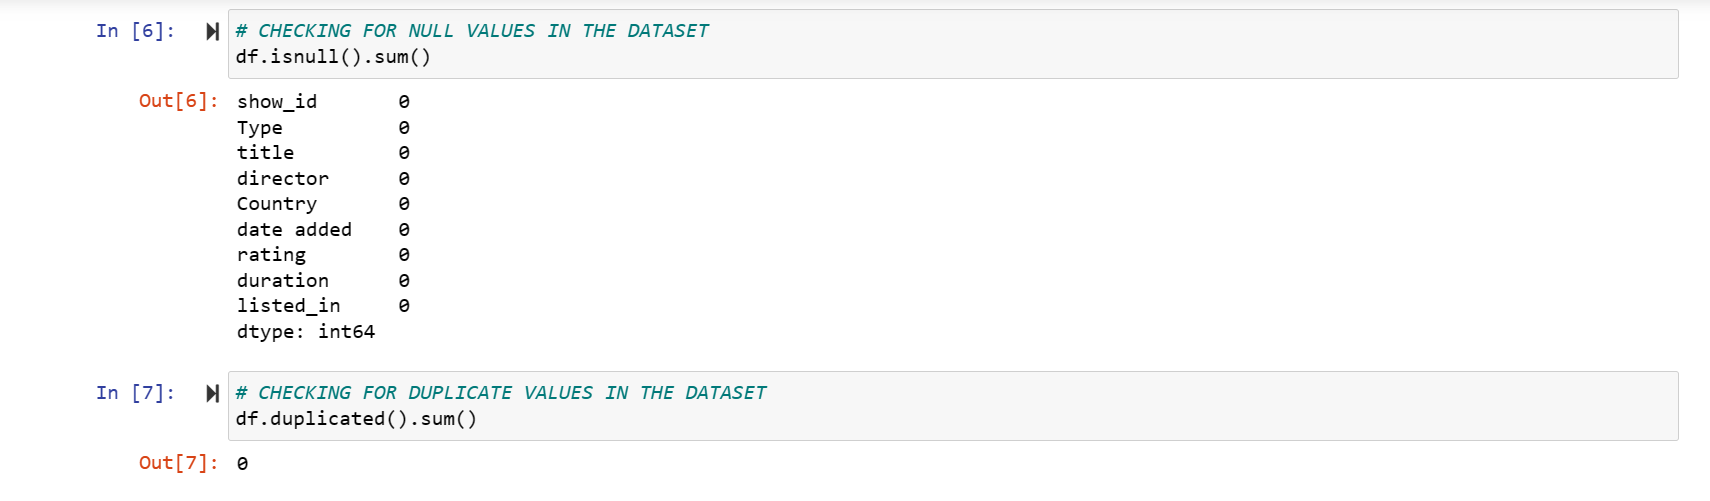 In [6]: # CHECKING FOR NULL VALUES IN THE DATASET
df.isnull().sum()
Out[6]: show_id 0
Type 0
title 0
director 0
Country 0
date added 0
rating 0
duration 0
listed_in 0
dtype: int64
In [7]: # CHECKING FOR DUPLICATE VALUES IN THE DATASET
df.duplicated().sum()
Out[7]: 0